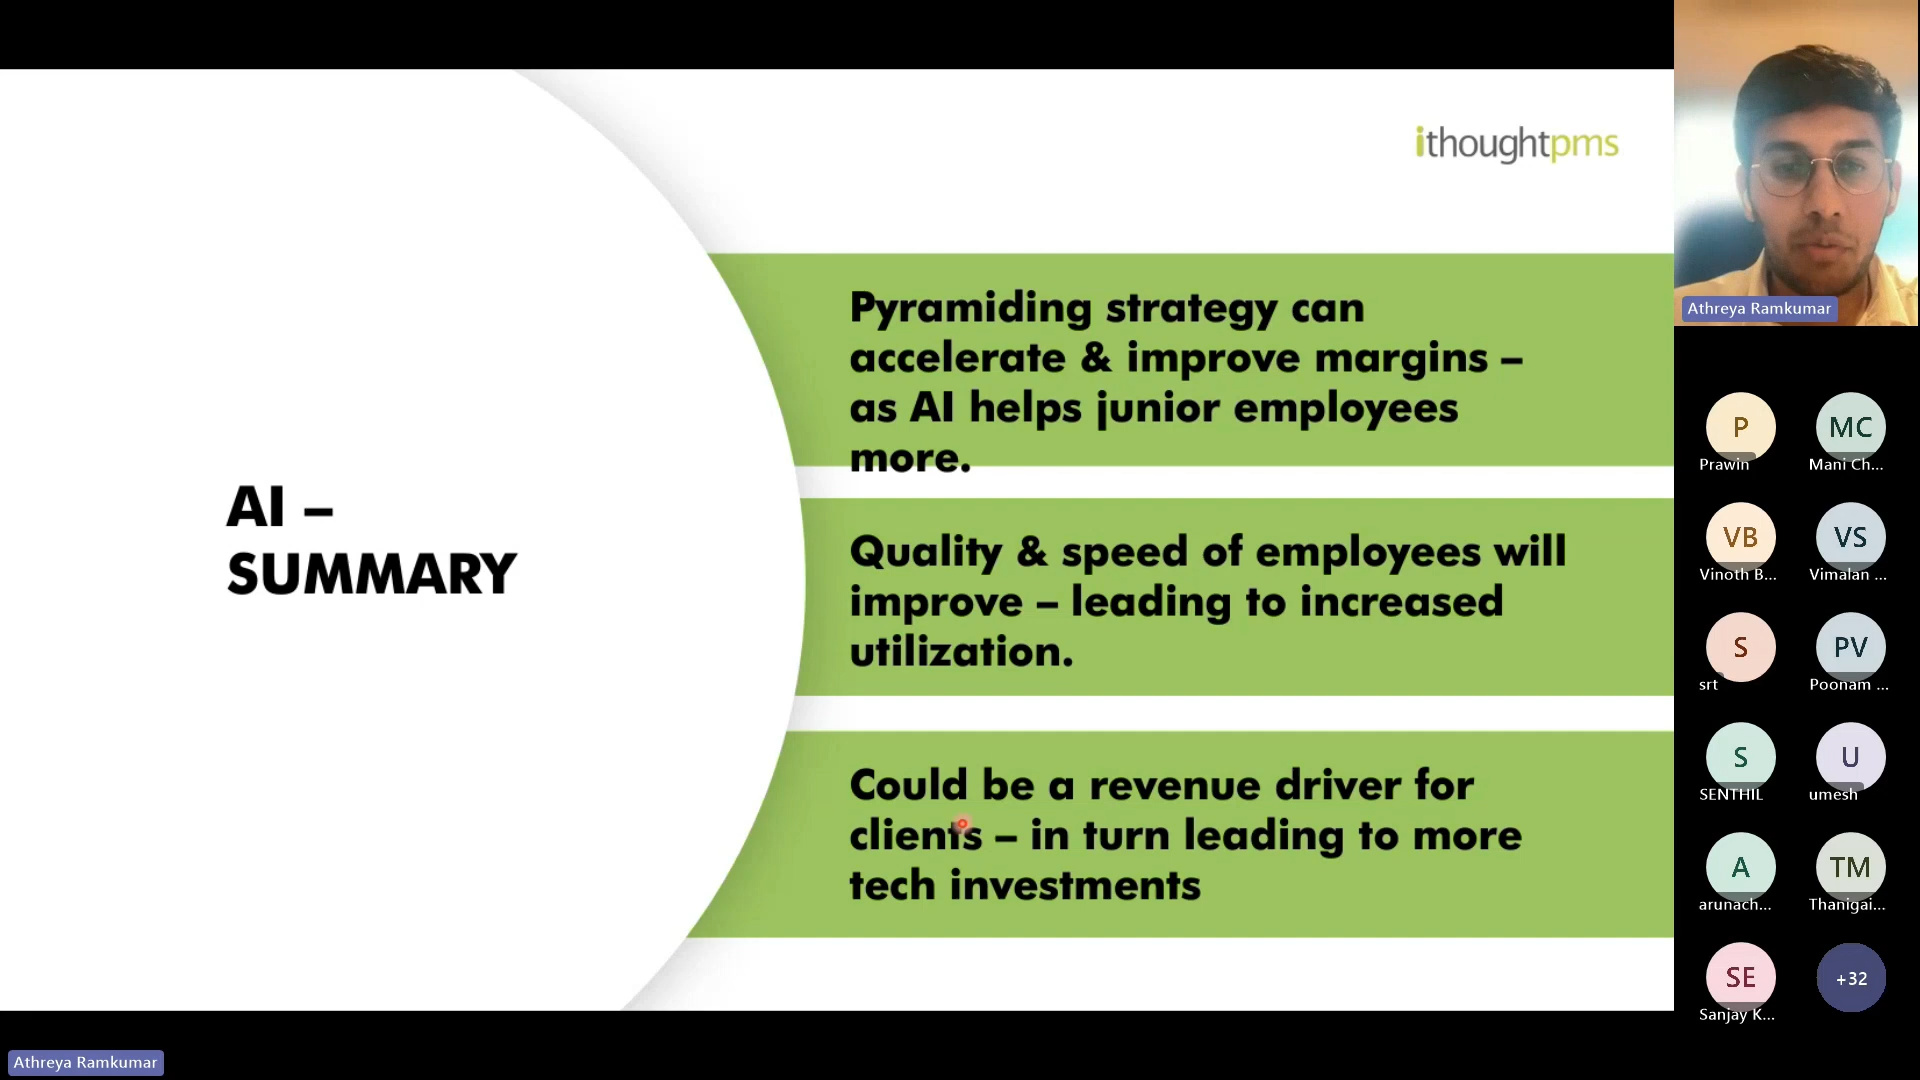 ithoughtpms
AI –
SUMMARY
Pyramiding strategy can
accelerate & improve margins –
as AI helps junior employees
more.
Quality & speed of employees will
improve – leading to increased
utilization.
Could be a revenue driver for
clients – in turn leading to more
tech investments
Athreya Ramkumar
P
Prawin
MC
Mani Ch...
VB
Vinoth B...
VS
Vimalan ...
S
srt
PV
Poonam ...
S
SENTHIL
U
umesh
A
arunach...
TM
Thanigai...
SE
Sanjay K...
+32
Athreya Ramkumar